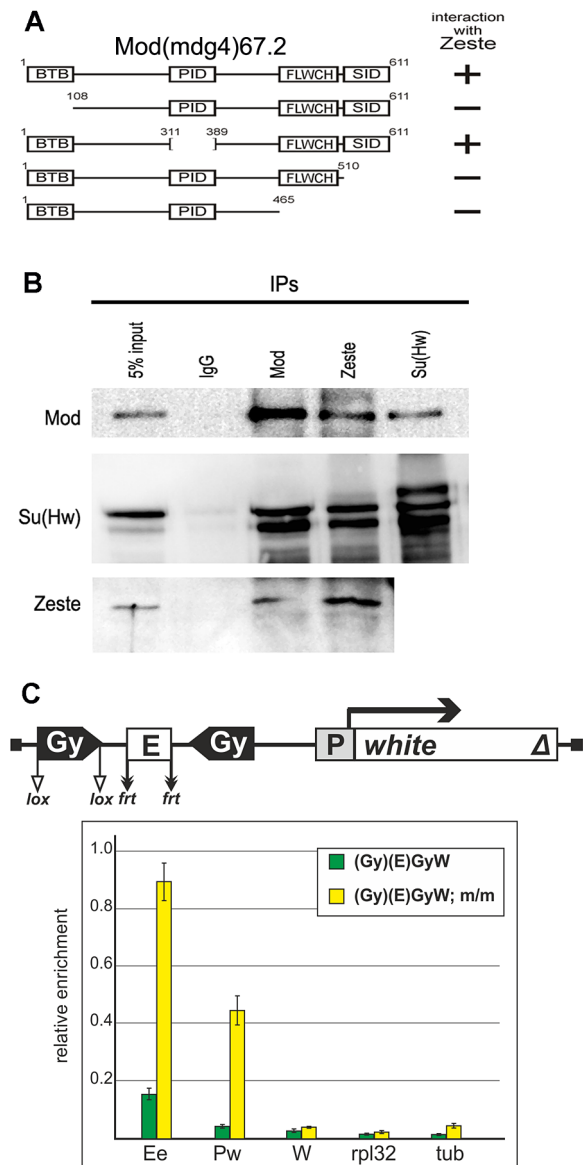 A
Mod(mdg4)67.2
interaction
with
Zeste
1 BTB PID FLWCH SID 611 +
108 PID FLWCH SID 611 −
1 BTB 311 389 FLWCH SID 611 +
1 BTB PID FLWCH 510 −
1 BTB PID 465 −
B
IPs
5% input IgG Mod Zeste Su(Hw)
Mod
Su(Hw)
Zeste
C
Gy E Gy P white Δ
lox lox frt frt
relative enrichment
1.0
0.8
0.6
0.4
0.2
(Gy)(E)GyW
(Gy)(E)GyW; m/m
Ee Pw W rpl32 tub